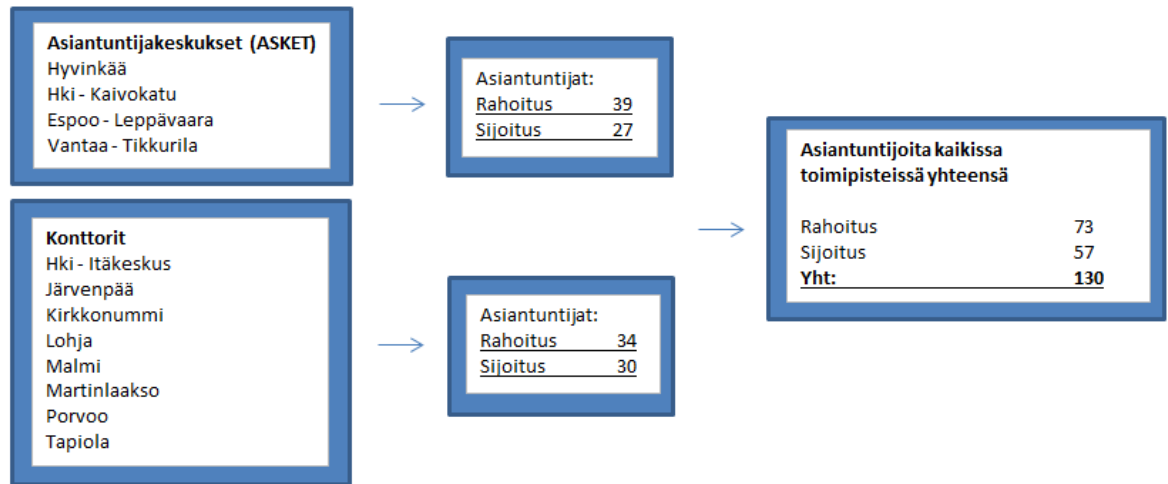 Asiantuntijakeskukset (ASKET)
Hyvinkää
Hki - Kaivokatu
Espoo - Leppävaara
Vantaa - Tikkurila
Asiantuntijat:
Rahoitus 39
Sijoitus 27
Konttorit
Hki - Itäkeskus
Järvenpää
Kirkkonummi
Lohja
Malmi
Martinlaakso
Porvoo
Tapiola
Asiantuntijat:
Rahoitus 34
Sijoitus 30
Asiantuntijoita kaikissa
toimipisteissä yhteensä
Rahoitus 73
Sijoitus 57
Yht: 130